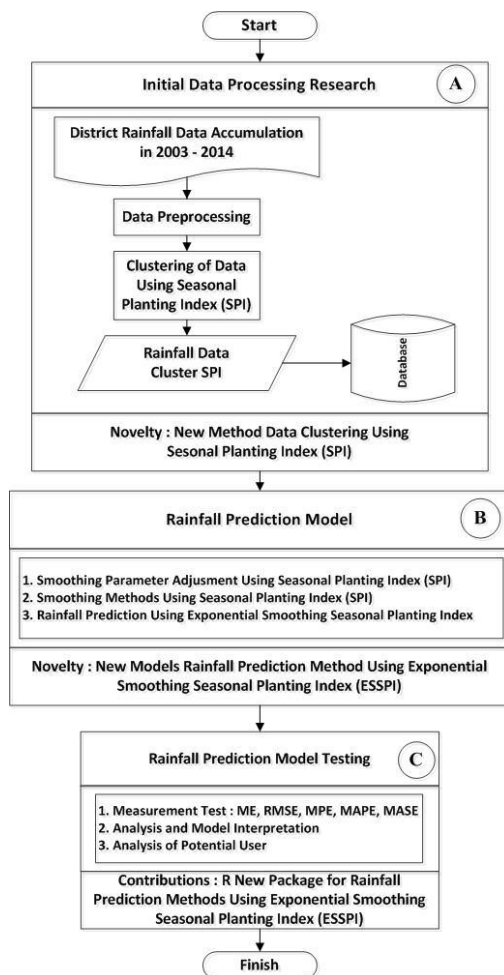 Start
Initial Data Processing Research
A
District Rainfall Data Accumulation
in 2003 - 2014
Data Preprocessing
Clustering of Data
Using Seasonal
Planting Index (SPI)
Rainfall Data
Cluster SPI
Database
Novelty : New Method Data Clustering Using
Sesonal Planting Index (SPI)
Rainfall Prediction Model
B
1. Smoothing Parameter Adjusment Using Seasonal Planting Index (SPI)
2. Smoothing Methods Using Seasonal Planting Index (SPI)
3. Rainfall Prediction Using Exponential Smoothing Seasonal Planting Index
Novelty : New Models Rainfall Prediction Method Using Exponential
Smoothing Seasonal Planting Index (ESSPI)
Rainfall Prediction Model Testing
C
1. Measurement Test : ME, RMSE, MPE, MAPE, MASE
2. Analysis and Model Interpretation
3. Analysis of Potential User
Contributions : R New Package for Rainfall
Prediction Methods Using Exponential Smoothing
Seasonal Planting Index (ESSPI)
Finish